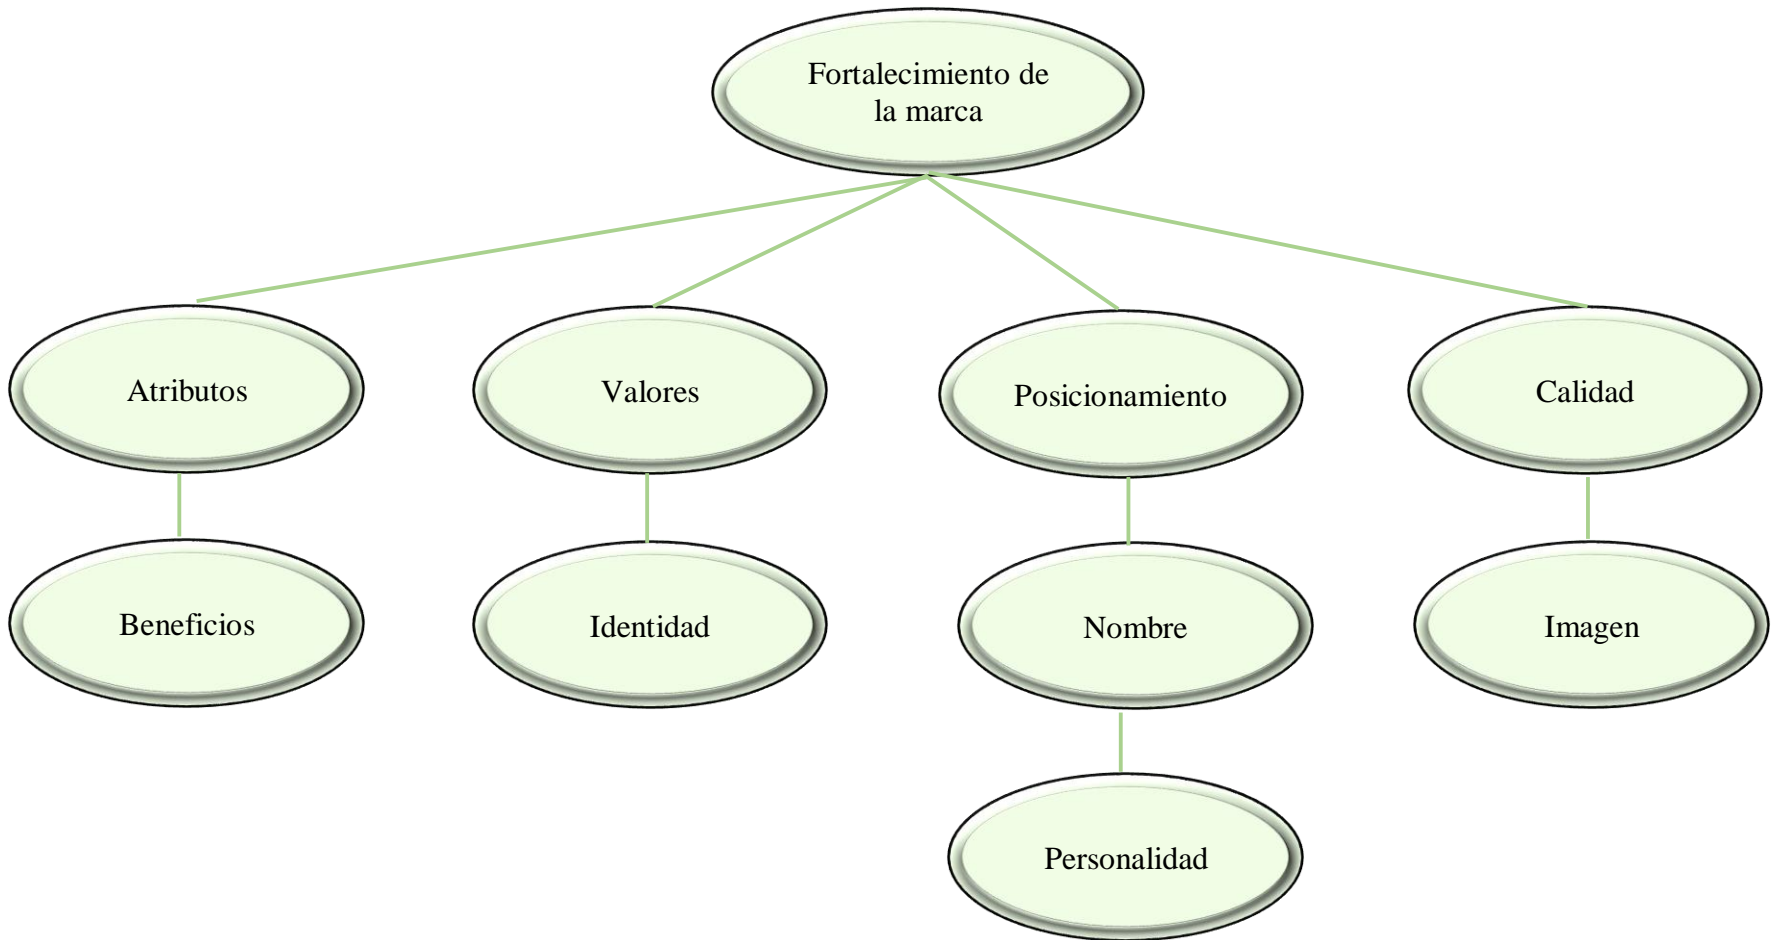 Fortalecimiento de
la marca
Atributos
Valores
Posicionamiento
Calidad
Beneficios
Identidad
Nombre
Imagen
Personalidad